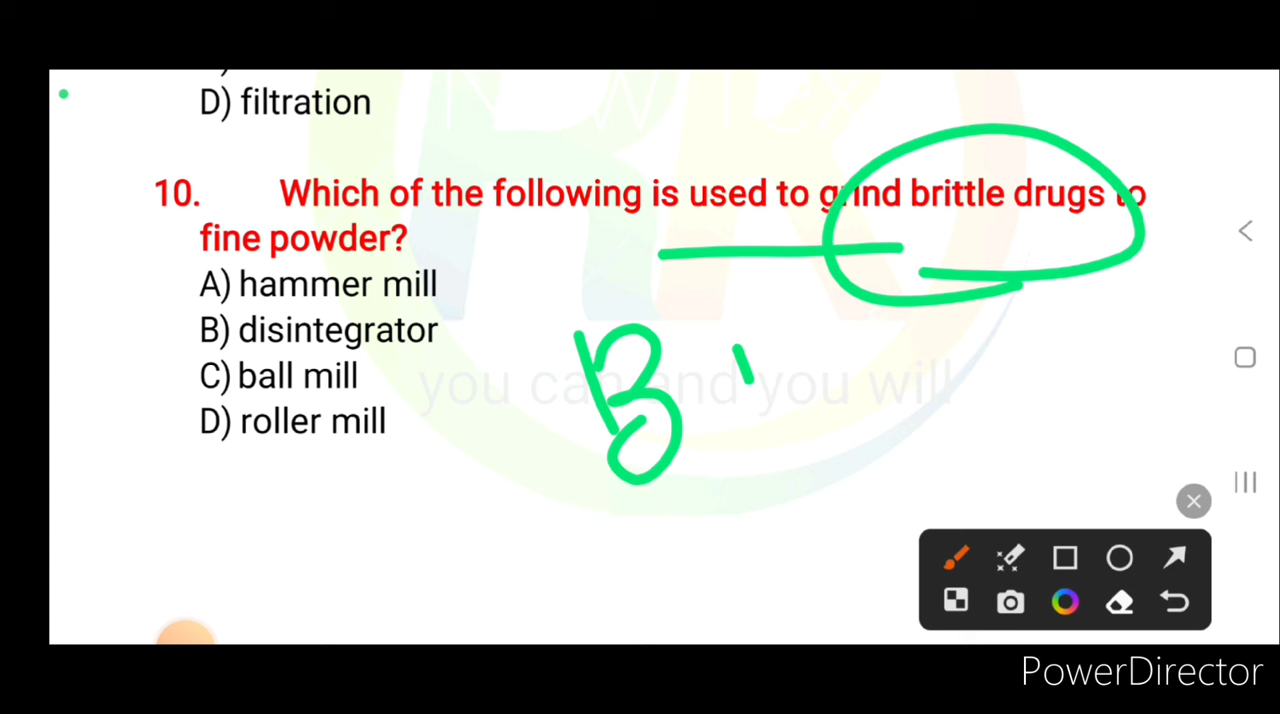 D) filtration
10. Which of the following is used to grind brittle drugs to
fine powder?
A) hammer mill
B) disintegrator
C) ball mill
D) roller mill
B
you can and you will
PowerDirector